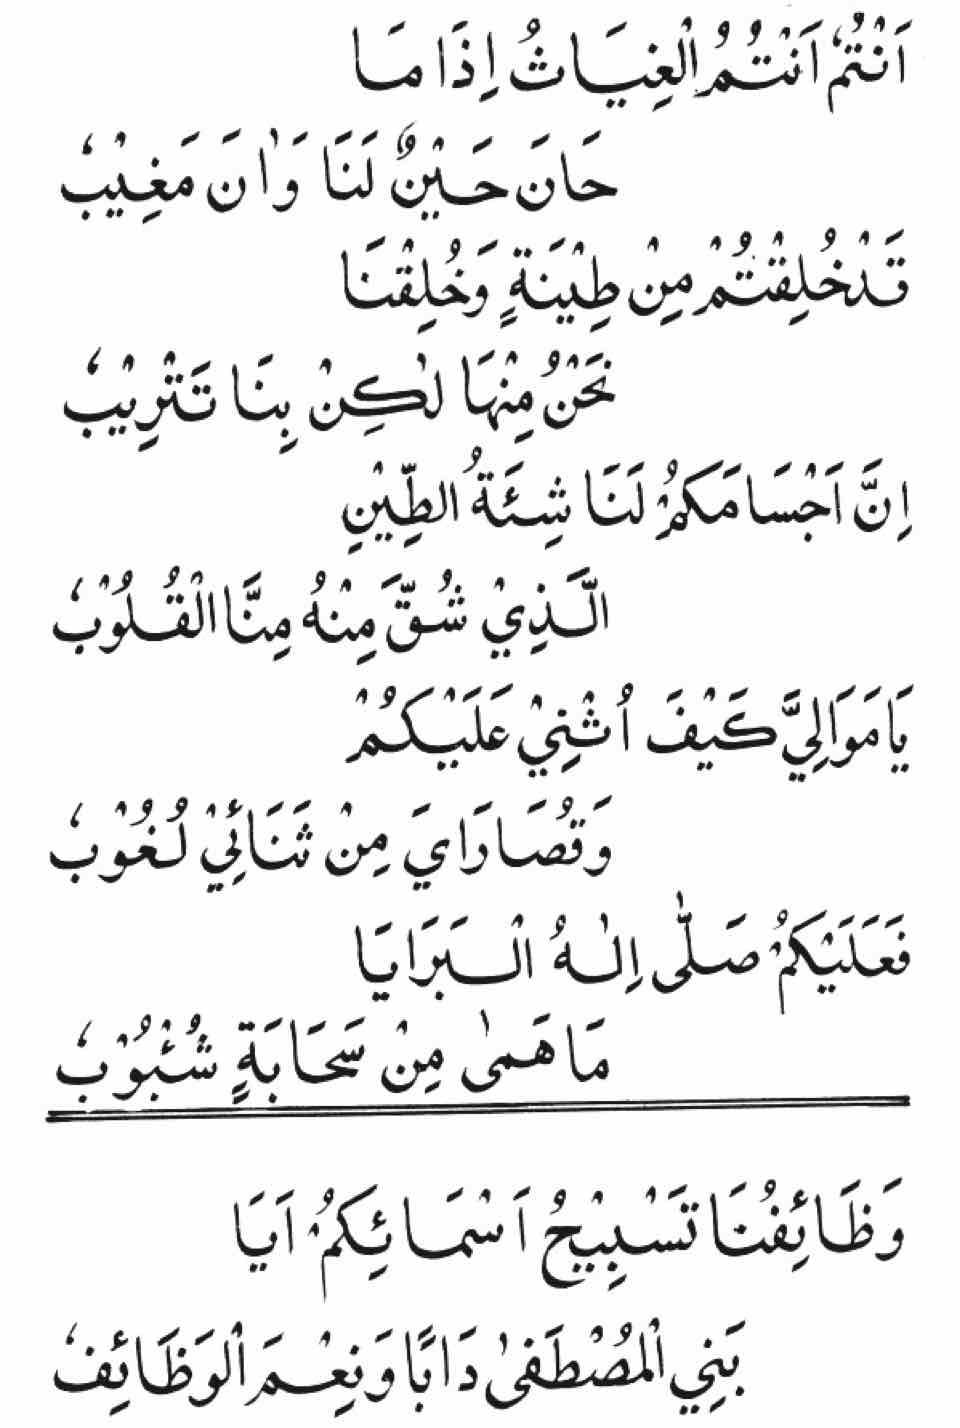 اَنْتُمْ اَنْتُمُ الْغِيَاثُ اِذَا مَا
حَانَ حَيْنٌ لَنَا وَاٰنَ مَغِيْبُ
قَدْ خُلِقْتُمْ مِنْ طِيْنَةٍ وَخُلِقْنَا
نَحْنُ مِنْهَا لٰكِنْ بِنَا تَتْرِيْبُ
اِنَّ اَجْسَامَكُمْ لَنَا شِئَةُ الطِّيْنِ
الَّذِيْ شُقَّ مِنْهُ مِنَّا الْقُلُوْبُ
يَا مَوَالِيَّ كَيْفَ اُثْنِيْ عَلَيْكُمْ
وَقُصَارَايَ مِنْ ثَنَائِيْ لُغُوْبُ
فَعَلَيْكُمْ صَلّٰى اِلٰهُ الْبَرَايَا
مَا هَمٰى مِنْ سَحَابَةٍ شُئْبُوْبُ
وَظَائِفُنَا تَسْبِيْحُ اَسْمَائِكُمْ اَيَا
بَنِي الْمُصْطَفٰى دَابًا وَنِعْمَ الْوَظَائِفُ